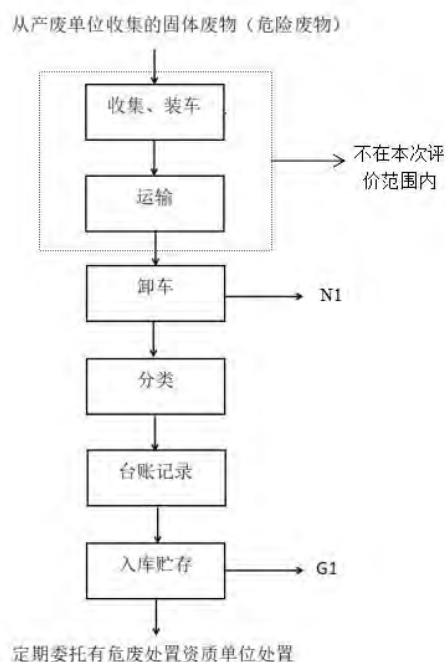 从产废单位收集的固体废物（危险废物）
收集、装车
不在本次评
价范围内
运输
卸车
N1
分类
台账记录
入库贮存
G1
定期委托有危废处置资质单位处置